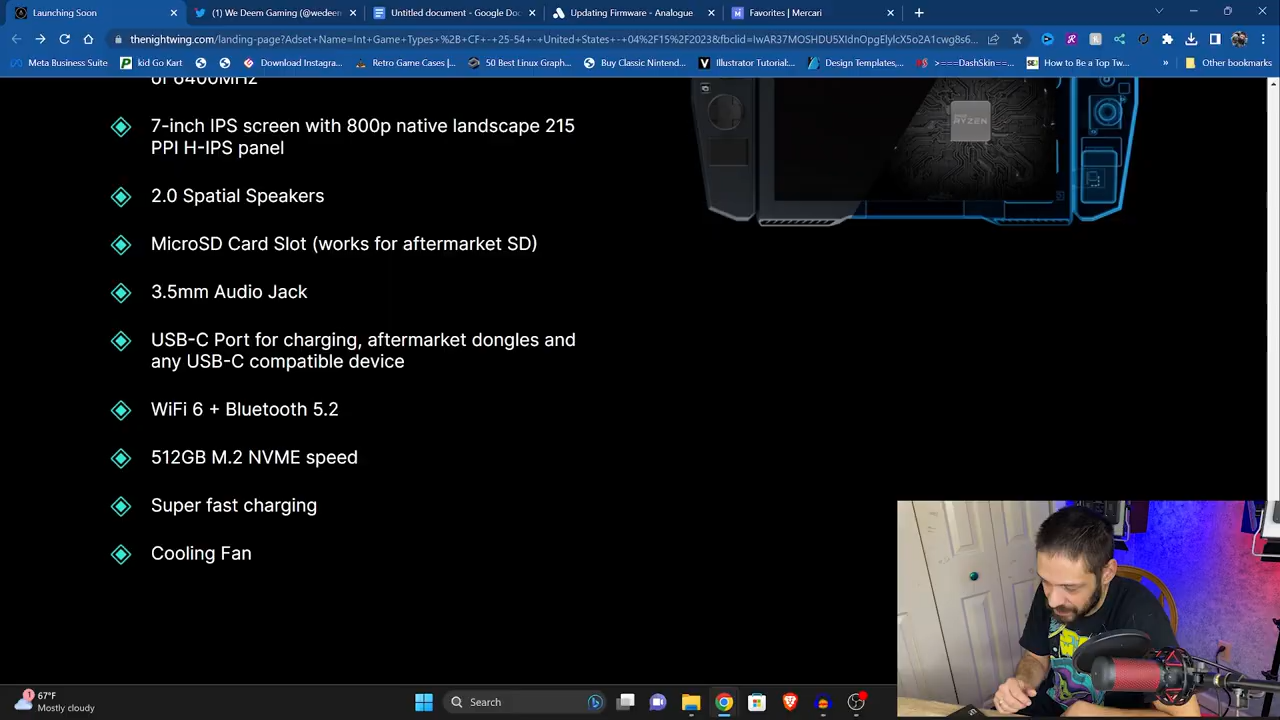 Launching Soon
(1) We Deem Gaming (@wedeem
Untitled document - Google Doc
Updating Firmware - Analogue
Favorites | Mercari
thenightwing.com/landing-page?Adset+Name=Int+Game+Types+%2B+CF+-+25-54+-+United+States+-+04%2F15%2F2023&fbclid=
Meta Business Suite
kid Go Kart
Download Instagra...
Retro Game Cases |...
50 Best Linux Graph...
Buy Classic Nintend...
Illustrator Tutorial:...
Design Templates,...
>====DashSkin==...
How to Be a Top Tw...
»
Other bookmarks
of 6400MHz
7-inch IPS screen with 800p native landscape 215
PPI H-IPS panel
2.0 Spatial Speakers
MicroSD Card Slot (works for aftermarket SD)
3.5mm Audio Jack
USB-C Port for charging, aftermarket dongles and
any USB-C compatible device
WiFi 6 + Bluetooth 5.2
512GB M.2 NVME speed
Super fast charging
Cooling Fan
RYZEN
1
67°F
Mostly cloudy
Search